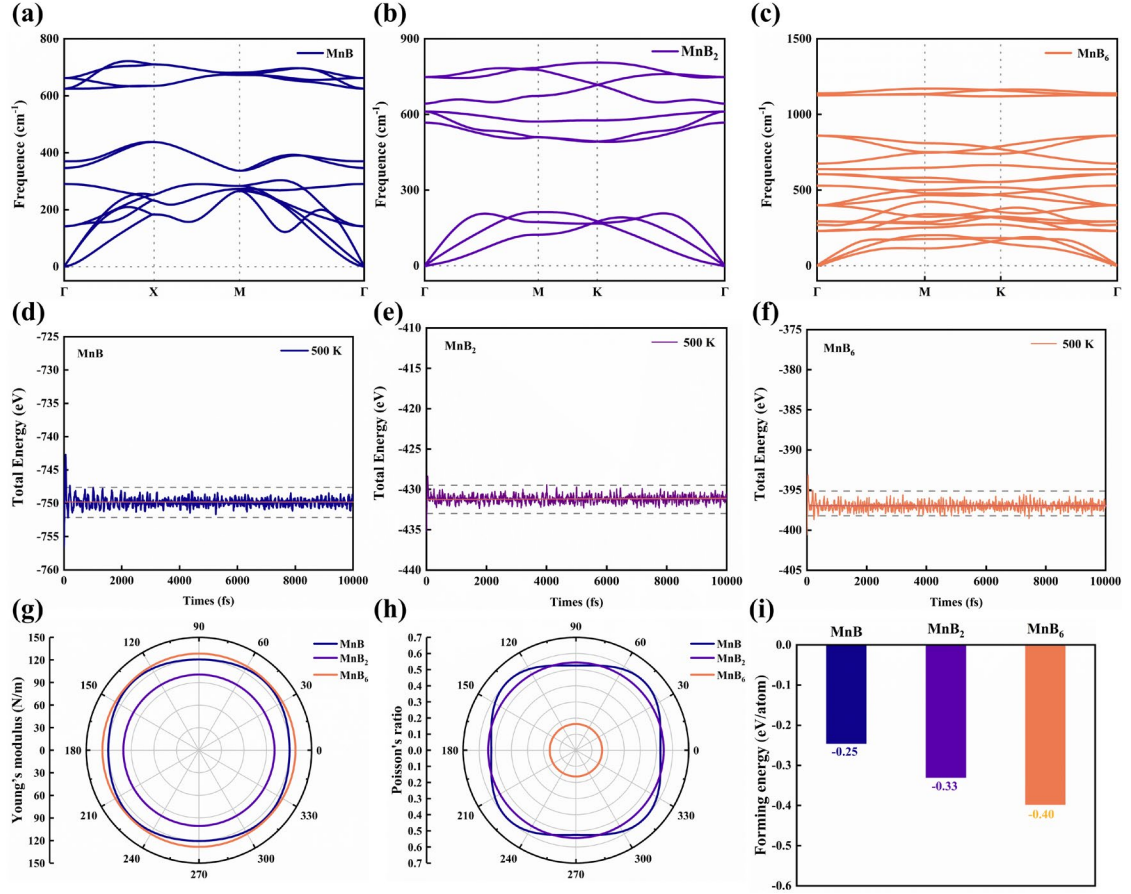 (a)
800
600
400
200
0
Frequence (cm⁻¹)
MnB
Γ
X
M
Γ
(b)
900
600
300
0
Frequence (cm⁻¹)
MnB₂
Γ
M
K
Γ
(c)
1500
1000
500
0
Frequence (cm⁻¹)
MnB₆
Γ
M
K
Γ
(d)
-725
-730
-735
-740
-745
-750
-755
-760
Total Energy (eV)
MnB
500 K
0
2000
4000
6000
8000
10000
Times (fs)
(e)
-410
-415
-420
-425
-430
-435
-440
Total Energy (eV)
MnB₂
500 K
0
2000
4000
6000
8000
10000
Times (fs)
(f)
-375
-380
-385
-390
-395
-400
-405
Total Energy (eV)
MnB₆
500 K
0
2000
4000
6000
8000
10000
Times (fs)
(g)
150
120
90
60
30
0
30
60
90
120
150
Young's modulus (N/m)
90
60
30
0
330
300
270
240
210
180
150
120
MnB
MnB₂
MnB₆
(h)
0.7
0.6
0.5
0.4
0.3
0.2
0.1
0.0
0.1
0.2
0.3
0.4
0.5
0.6
0.7
Poisson's ratio
90
60
30
0
330
300
270
240
210
180
150
120
MnB
MnB₂
MnB₆
(i)
0.0
-0.1
-0.2
-0.3
-0.4
-0.5
-0.6
Forming energy (eV/atom)
MnB
MnB₂
MnB₆
-0.25
-0.33
-0.40